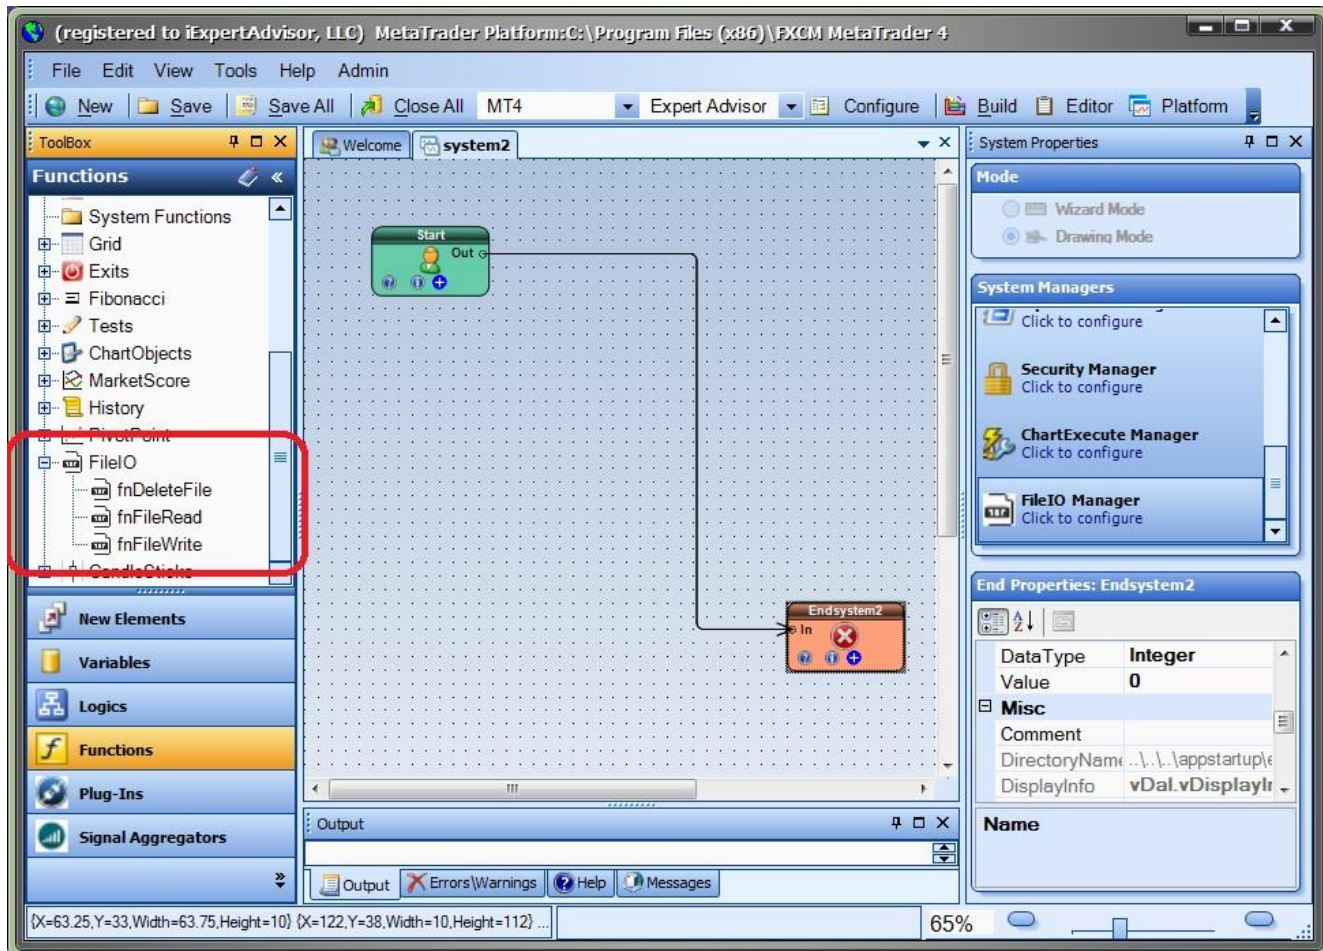 (registered to iExpertAdvisor, LLC) MetaTrader Platform:C:\Program Files (x86)\FXCM MetaTrader 4
File Edit View Tools Help Admin
New Save Save All Close All MT4 Expert Advisor Configure Build Editor Platform
ToolBox
Functions
System Functions
Grid
Exits
Fibonacci
Tests
ChartObjects
MarketScore
History
PivotPoint
FileIO
fnDeleteFile
fnFileRead
fnFileWrite
CandleSticks
New Elements
Variables
Logics
Functions
Plug-Ins
Signal Aggregators
Welcome system2
Start
Out
Endsystem2
In
Output
Output Errors\Warnings Help Messages
System Properties
Mode
Wizard Mode
Drawing Mode
System Managers
Click to configure
Security Manager
Click to configure
ChartExecute Manager
Click to configure
FileIO Manager
Click to configure
End Properties: Endsystem2
DataType Integer
Value 0
Misc
Comment
DirectoryName ..\..\..\appstartup\e
DisplayInfo vDal.vDisplayIr
Name
{X=63.25,Y=33,Width=63.75,Height=10} {X=122,Y=38,Width=10,Height=112} ...
65%